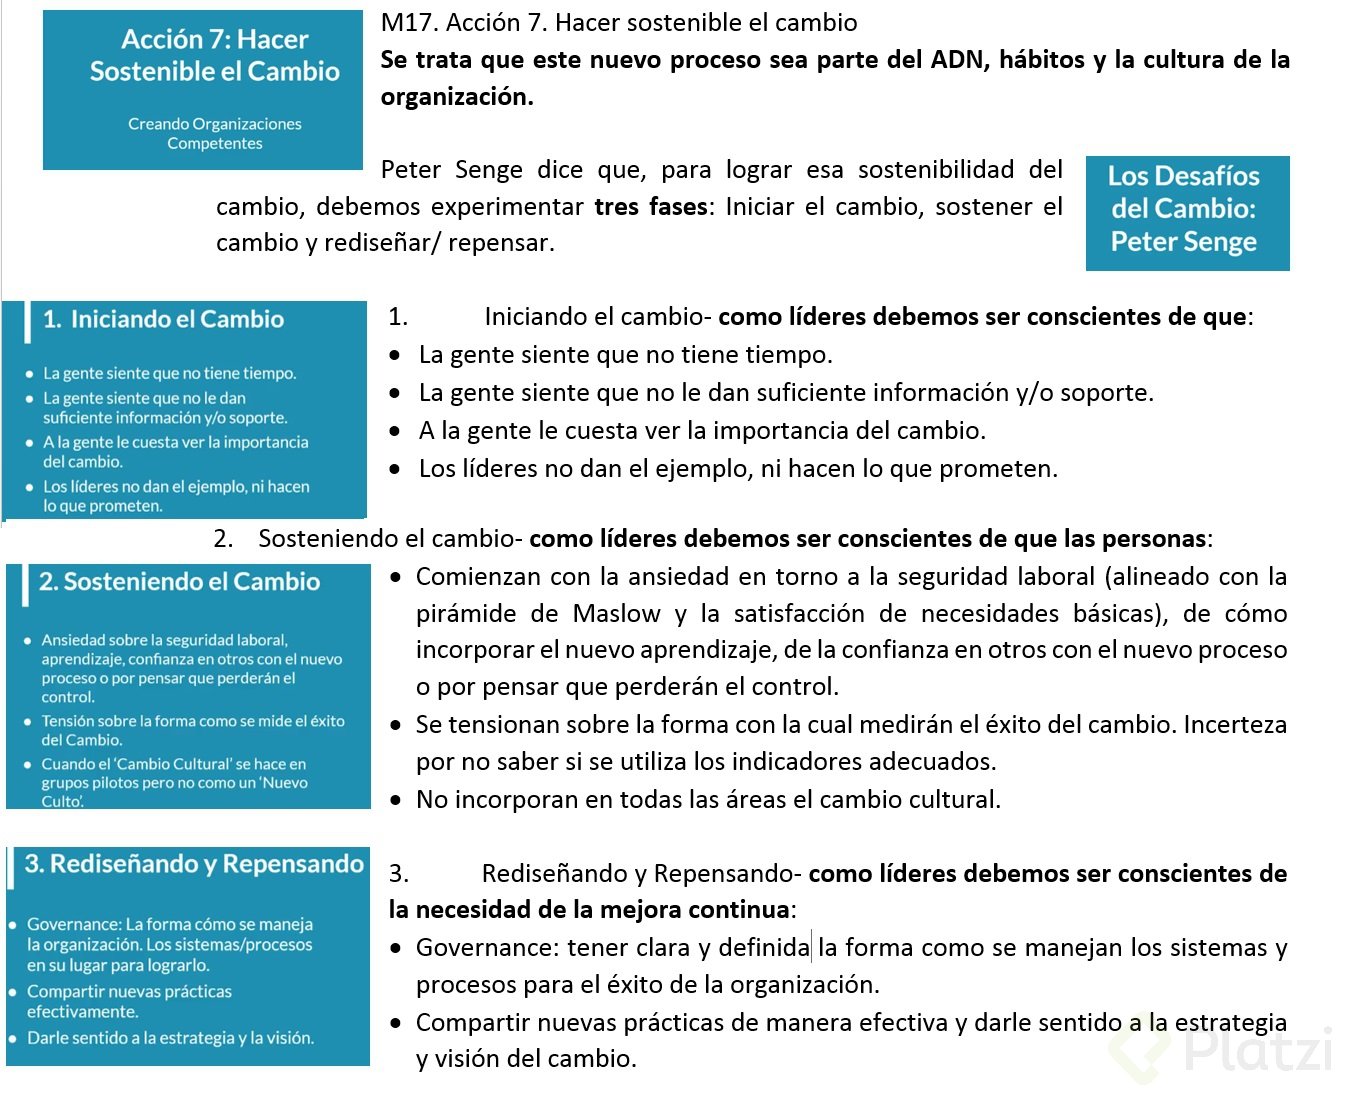 Acción 7: Hacer
Sostenible el Cambio
Creando Organizaciones
Competentes
M17. Acción 7. Hacer sostenible el cambio
Se trata que este nuevo proceso sea parte del ADN, hábitos y la cultura de la
organización.
Peter Senge dice que, para lograr esa sostenibilidad del
cambio, debemos experimentar tres fases: Iniciar el cambio, sostener el
cambio y rediseñar/ repensar.
Los Desafíos
del Cambio:
Peter Senge
1. Iniciando el Cambio
● La gente siente que no tiene tiempo.
● La gente siente que no le dan
suficiente información y/o soporte.
● A la gente le cuesta ver la importancia
del cambio.
● Los líderes no dan el ejemplo, ni hacen
lo que prometen.
1. Iniciando el cambio- como líderes debemos ser conscientes de que:
• La gente siente que no tiene tiempo.
• La gente siente que no le dan suficiente información y/o soporte.
• A la gente le cuesta ver la importancia del cambio.
• Los líderes no dan el ejemplo, ni hacen lo que prometen.
2. Sosteniendo el cambio- como líderes debemos ser conscientes de que las personas:
2. Sosteniendo el Cambio
● Ansiedad sobre la seguridad laboral,
aprendizaje, confianza en otros con el nuevo
proceso o por pensar que perderán el
control.
● Tensión sobre la forma como se mide el éxito
del Cambio.
● Cuando el ‘Cambio Cultural’ se hace en
grupos pilotos pero no como un ‘Nuevo
Culto’.
• Comienzan con la ansiedad en torno a la seguridad laboral (alineado con la
pirámide de Maslow y la satisfacción de necesidades básicas), de cómo
incorporar el nuevo aprendizaje, de la confianza en otros con el nuevo proceso
o por pensar que perderán el control.
• Se tensionan sobre la forma con la cual medirán el éxito del cambio. Incerteza
por no saber si se utiliza los indicadores adecuados.
• No incorporan en todas las áreas el cambio cultural.
3. Rediseñando y Repensando
● Governance: La forma cómo se maneja
la organización. Los sistemas/procesos
en su lugar para lograrlo.
● Compartir nuevas prácticas
efectivamente.
● Darle sentido a la estrategia y la visión.
3. Rediseñando y Repensando- como líderes debemos ser conscientes de
la necesidad de la mejora continua:
• Governance: tener clara y definida la forma como se manejan los sistemas y
procesos para el éxito de la organización.
• Compartir nuevas prácticas de manera efectiva y darle sentido a la estrategia
y visión del cambio.
Platzi